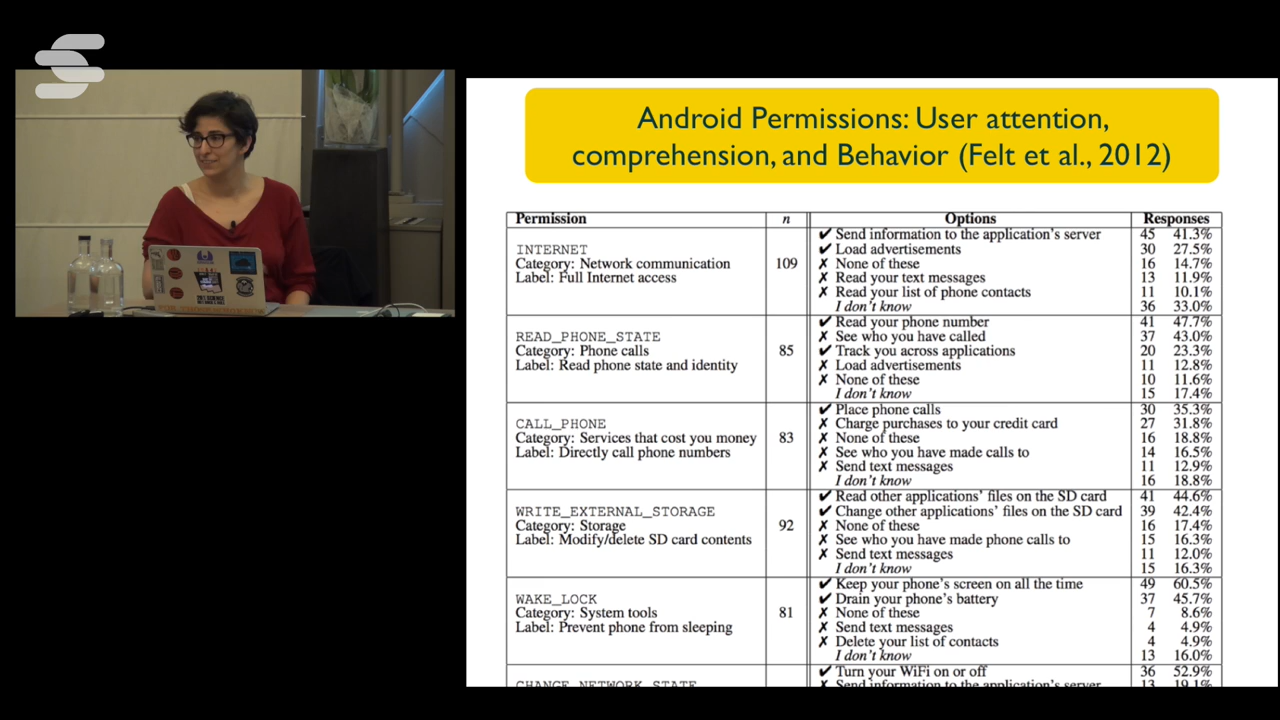 Android Permissions: User attention,
comprehension, and Behavior (Felt et al., 2012)
Permission n Options Responses
INTERNET
Category: Network communication
Label: Full Internet access
109
✔ Send information to the application's server 45 41.3%
✔ Load advertisements 30 27.5%
✗ None of these 16 14.7%
✗ Read your text messages 13 11.9%
✗ Read your list of phone contacts 11 10.1%
I don't know 36 33.0%
READ_PHONE_STATE
Category: Phone calls
Label: Read phone state and identity
85
✔ Read your phone number 41 47.7%
✗ See who you have called 37 43.0%
✔ Track you across applications 20 23.3%
✗ Load advertisements 11 12.8%
✗ None of these 10 11.6%
I don't know 15 17.4%
CALL_PHONE
Category: Services that cost you money
Label: Directly call phone numbers
83
✔ Place phone calls 30 35.3%
✗ Charge purchases to your credit card 27 31.8%
✗ None of these 16 18.8%
✗ See who you have made calls to 14 16.5%
✗ Send text messages 11 12.9%
I don't know 16 18.8%
WRITE_EXTERNAL_STORAGE
Category: Storage
Label: Modify/delete SD card contents
92
✔ Read other applications' files on the SD card 41 44.6%
✔ Change other applications' files on the SD card 39 42.4%
✗ None of these 16 17.4%
✗ See who you have made phone calls to 15 16.3%
✗ Send text messages 11 12.0%
I don't know 15 16.3%
WAKE_LOCK
Category: System tools
Label: Prevent phone from sleeping
81
✔ Keep your phone's screen on all the time 49 60.5%
✔ Drain your phone's battery 37 45.7%
✗ None of these 7 8.6%
✗ Send text messages 4 4.9%
✗ Delete your list of contacts 4 4.9%
I don't know 13 16.0%
CHANGE_NETWORK_STATE
✔ Turn your WiFi on or off 36 52.9%
✗ Send information to the application's server 13 19.1%